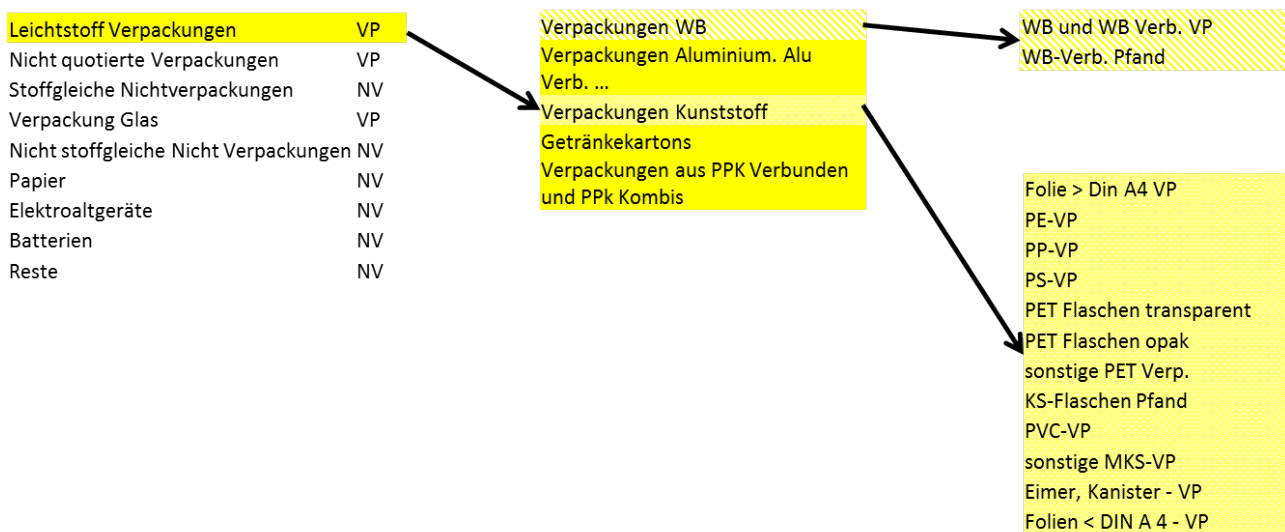 Leichtstoff Verpackungen VP
Nicht quotierte Verpackungen VP
Stoffgleiche Nichtverpackungen NV
Verpackung Glas VP
Nicht stoffgleiche Nicht Verpackungen NV
Papier NV
Elektroaltgeräte NV
Batterien NV
Reste NV
Verpackungen WB
Verpackungen Aluminium. Alu
Verb. ...
Verpackungen Kunststoff
Getränkekartons
Verpackungen aus PPK Verbunden
und PPk Kombis
WB und WB Verb. VP
WB-Verb. Pfand
Folie > Din A4 VP
PE-VP
PP-VP
PS-VP
PET Flaschen transparent
PET Flaschen opak
sonstige PET Verp.
KS-Flaschen Pfand
PVC-VP
sonstige MKS-VP
Eimer, Kanister - VP
Folien < DIN A 4 - VP